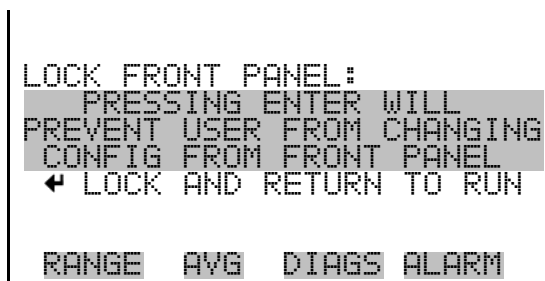 LOCK FRONT PANEL:
PRESSING ENTER WILL
PREVENT USER FROM CHANGING
CONFIG FROM FRONT PANEL
↵ LOCK AND RETURN TO RUN
RANGE AVG DIAGS ALARM